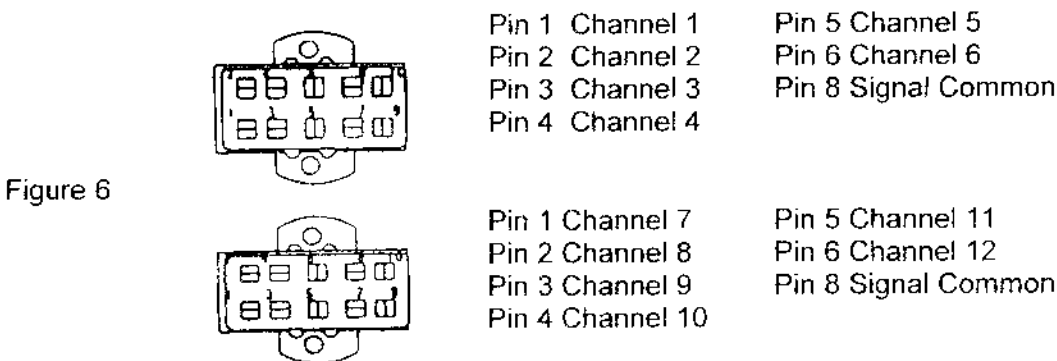 Pin 1 Channel 1
Pin 2 Channel 2
Pin 3 Channel 3
Pin 4 Channel 4
Pin 5 Channel 5
Pin 6 Channel 6
Pin 8 Signal Common
Figure 6
Pin 1 Channel 7
Pin 2 Channel 8
Pin 3 Channel 9
Pin 4 Channel 10
Pin 5 Channel 11
Pin 6 Channel 12
Pin 8 Signal Common